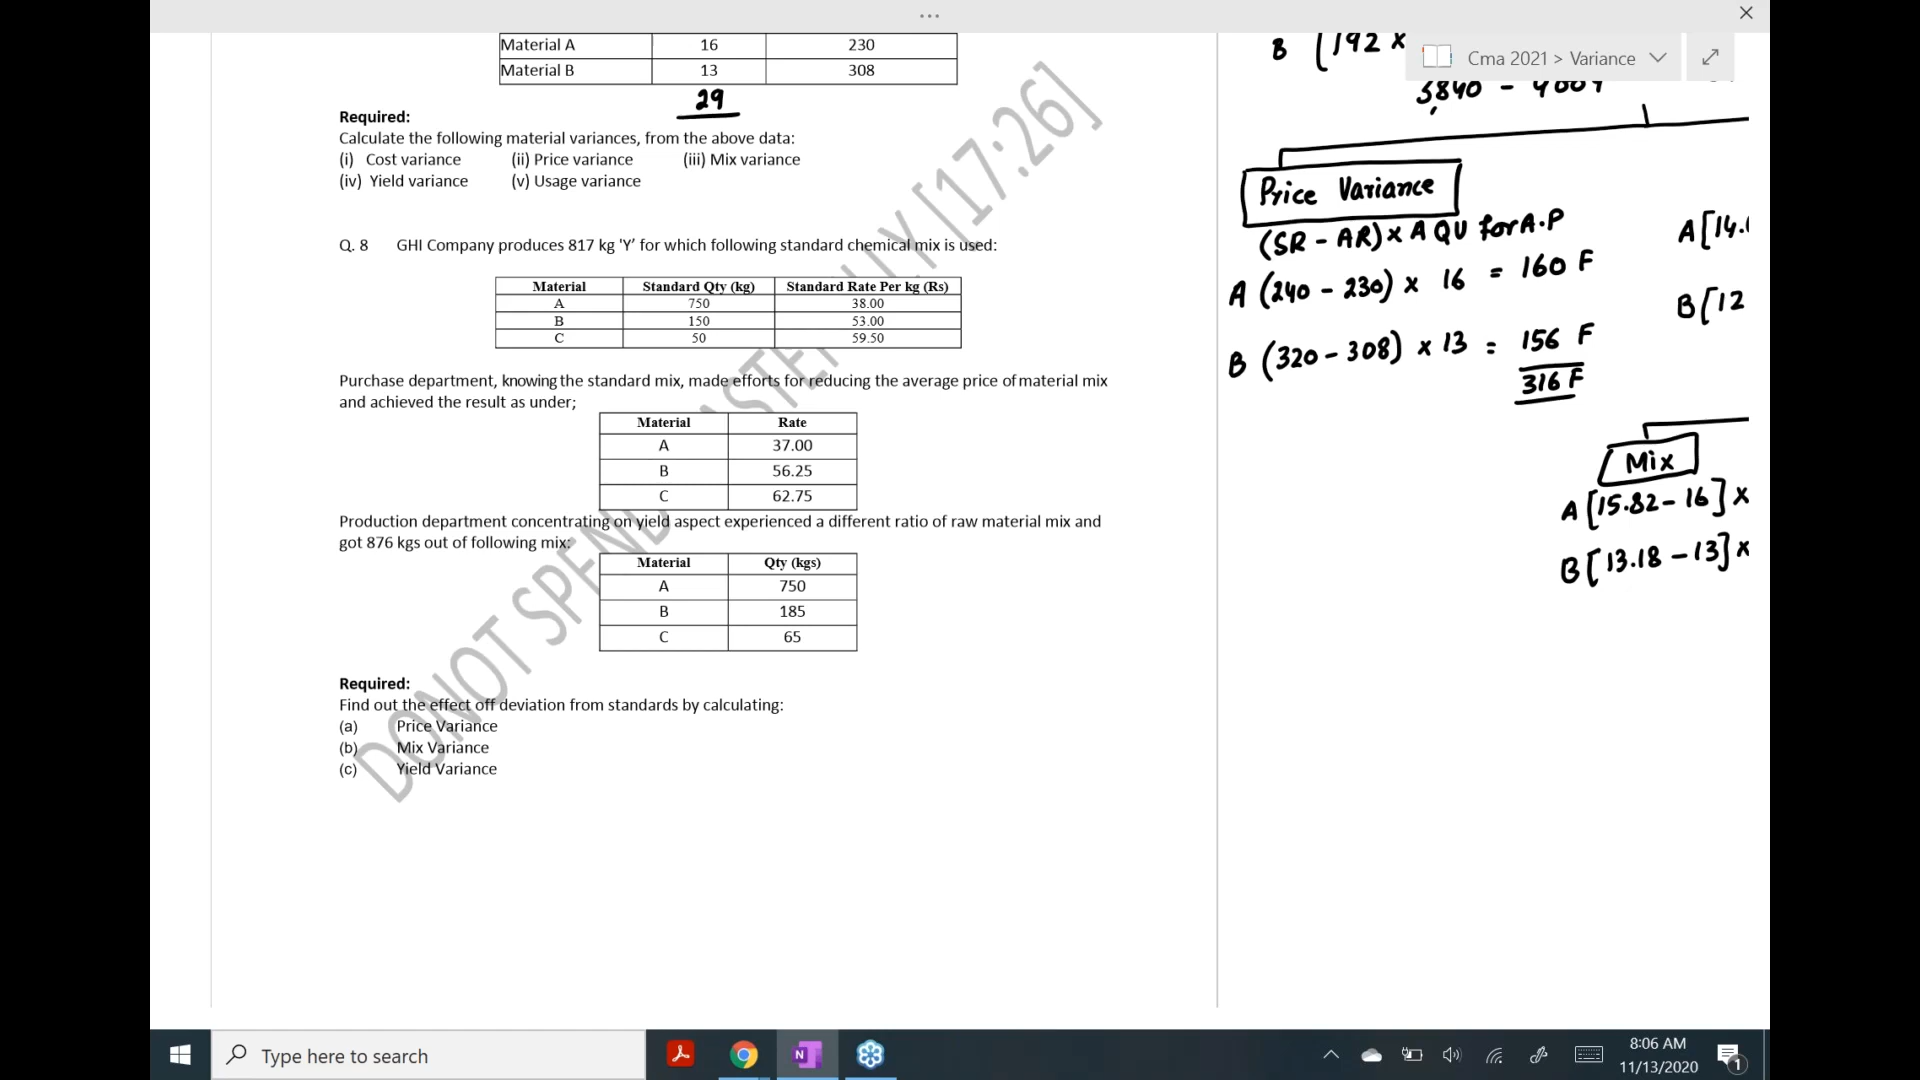 Material A 16 230
Material B 13 308
29
Required:
Calculate the following material variances, from the above data:
(i) Cost variance (ii) Price variance (iii) Mix variance
(iv) Yield variance (v) Usage variance
Q. 8 GHI Company produces 817 kg 'Y’ for which following standard chemical mix is used:
Material Standard Qty (kg) Standard Rate Per kg (Rs)
A 750 38.00
B 150 53.00
C 50 59.50
Purchase department, knowing the standard mix, made efforts for reducing the average price of material mix
and achieved the result as under;
Material Rate
A 37.00
B 56.25
C 62.75
Production department concentrating on yield aspect experienced a different ratio of raw material mix and
got 876 kgs out of following mix:
Material Qty (kgs)
A 750
B 185
C 65
Required:
Find out the effect off deviation from standards by calculating:
(a) Price Variance
(b) Mix Variance
(c) Yield Variance
[17:26]
B [192 x
Cma 2021 > Variance
3840 - 4004
Price Variance
(SR - AR) x A QU for A.P
A (240 - 230) x 16 = 160 F
B (320 - 308) x 13 = 156 F
316 F
A[14.
B[12
Mix
A [15.82 - 16] x
B [13.18 - 13] x
Type here to search
8:06 AM
11/13/2020
1